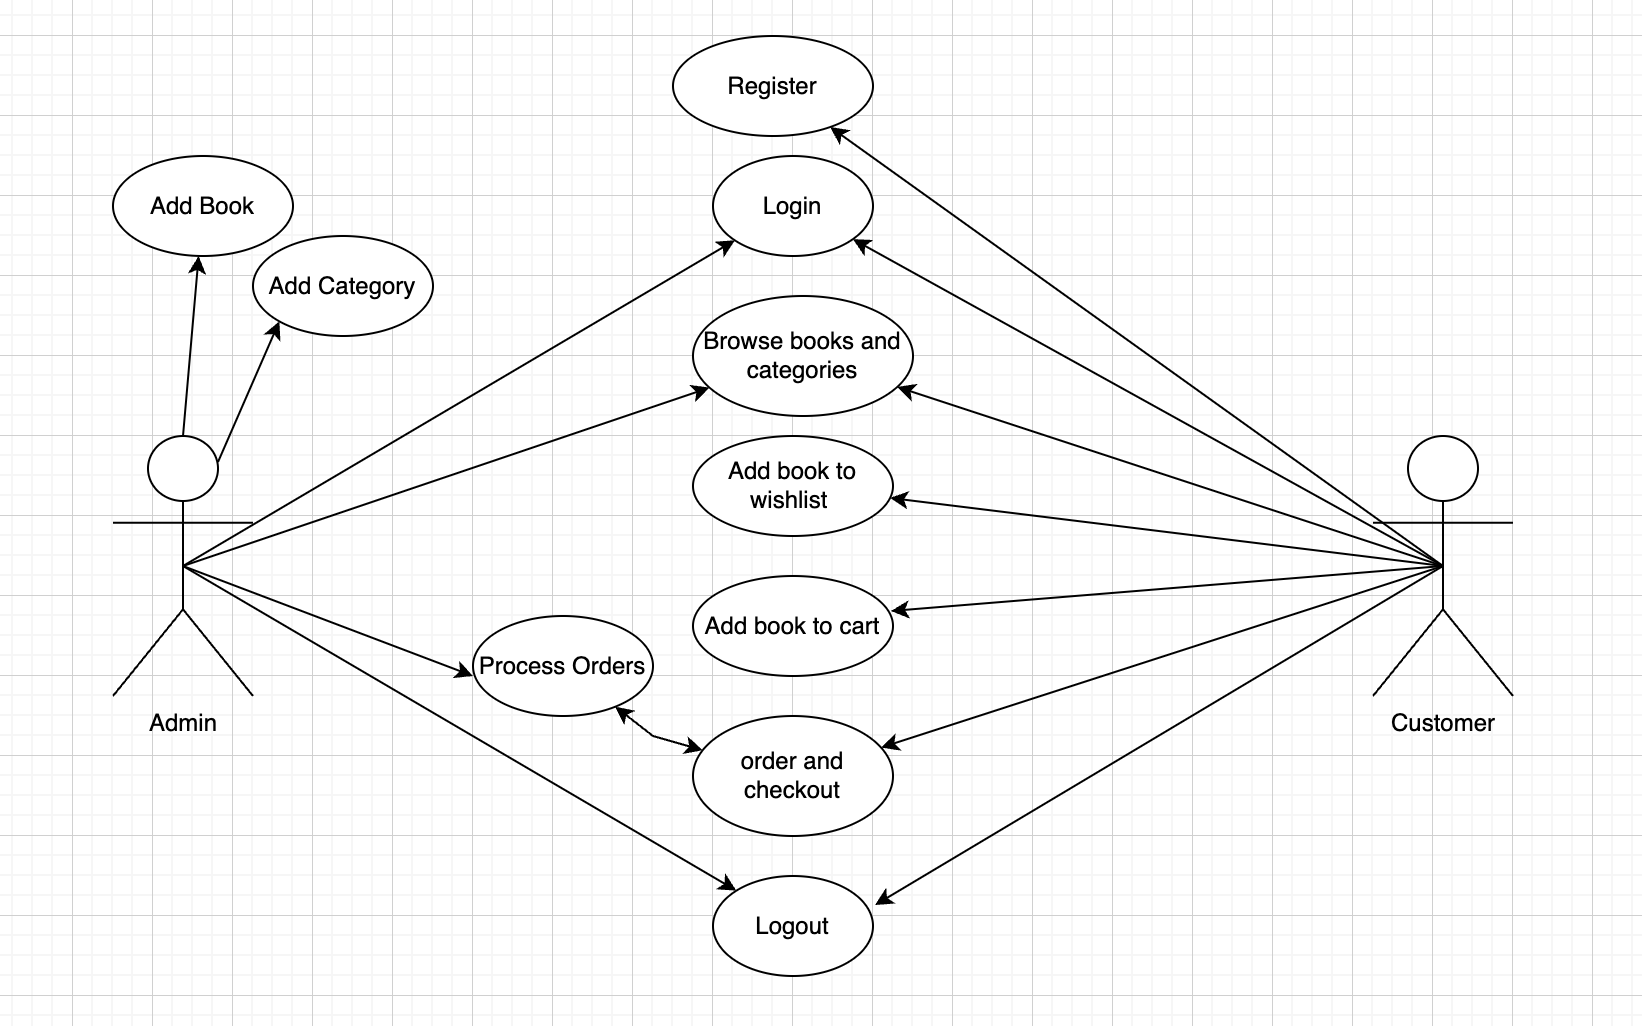 Register
Add Book
Login
Add Category
Browse books and
categories
Add book to
wishlist
Add book to cart
Process Orders
Admin
Customer
order and
checkout
Logout